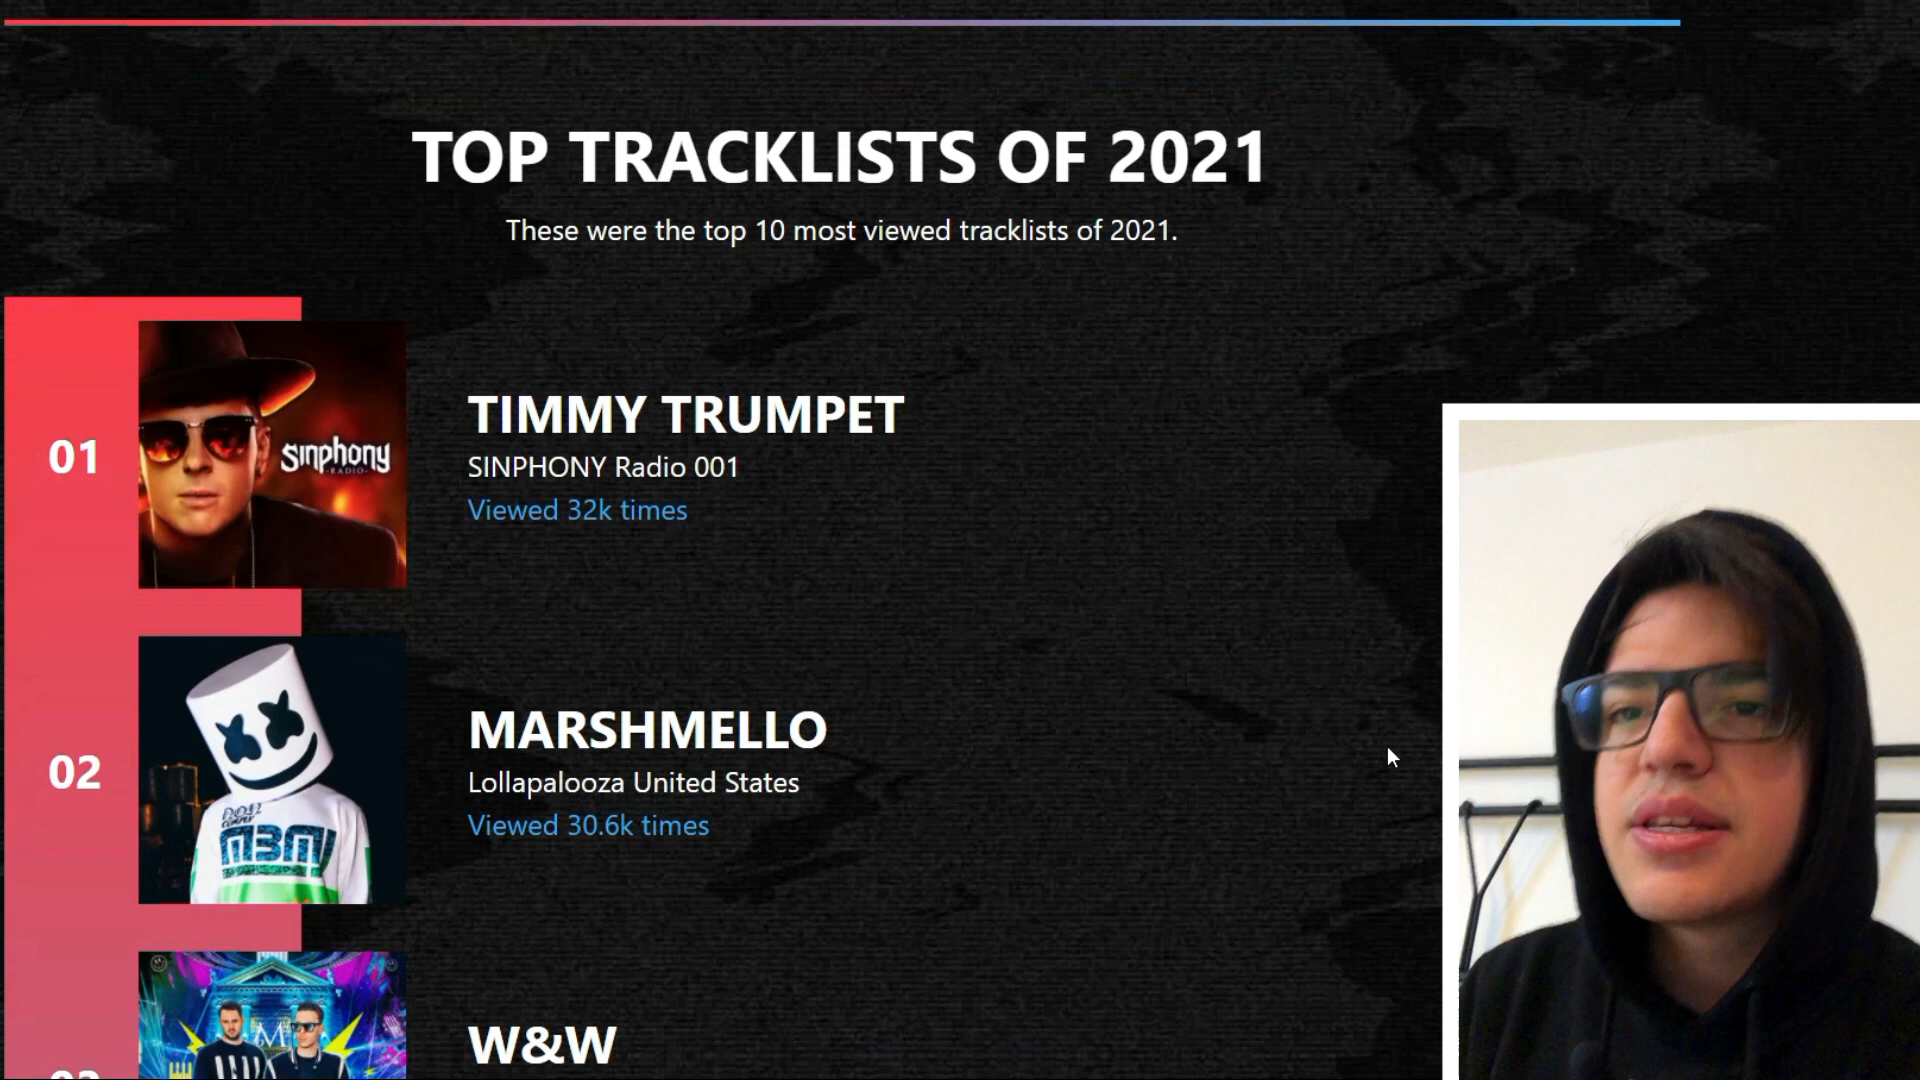 TOP TRACKLISTS OF 2021
These were the top 10 most viewed tracklists of 2021.
01
sinphony
RADIO
TIMMY TRUMPET
SINPHONY Radio 001
Viewed 32k times
02
MARSHMELLO
Lollapalooza United States
Viewed 30.6k times
W&W